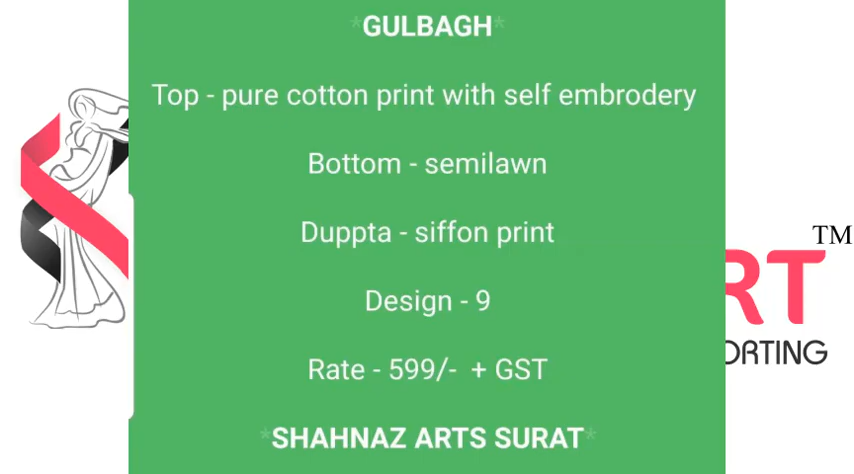 *GULBAGH*
Top - pure cotton print with self embrodery
Bottom - semilawn
Duppta - siffon print
TM
Design - 9
RT
ORTING
Rate - 599/- + GST
*SHAHNAZ ARTS SURAT*